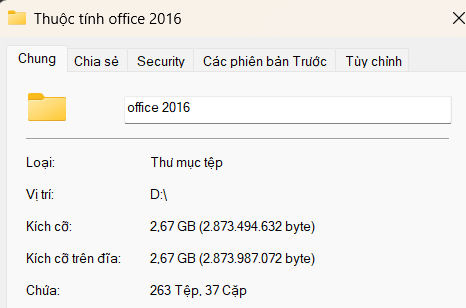 Thuộc tính office 2016
Chung Chia sẻ Security Các phiên bản Trước Tùy chỉnh
office 2016
Loại: Thư mục tệp
Vị trí: D:\
Kích cỡ: 2,67 GB (2.873.494.632 byte)
Kích cỡ trên đĩa: 2,67 GB (2.873.987.072 byte)
Chứa: 263 Tệp, 37 Cặp